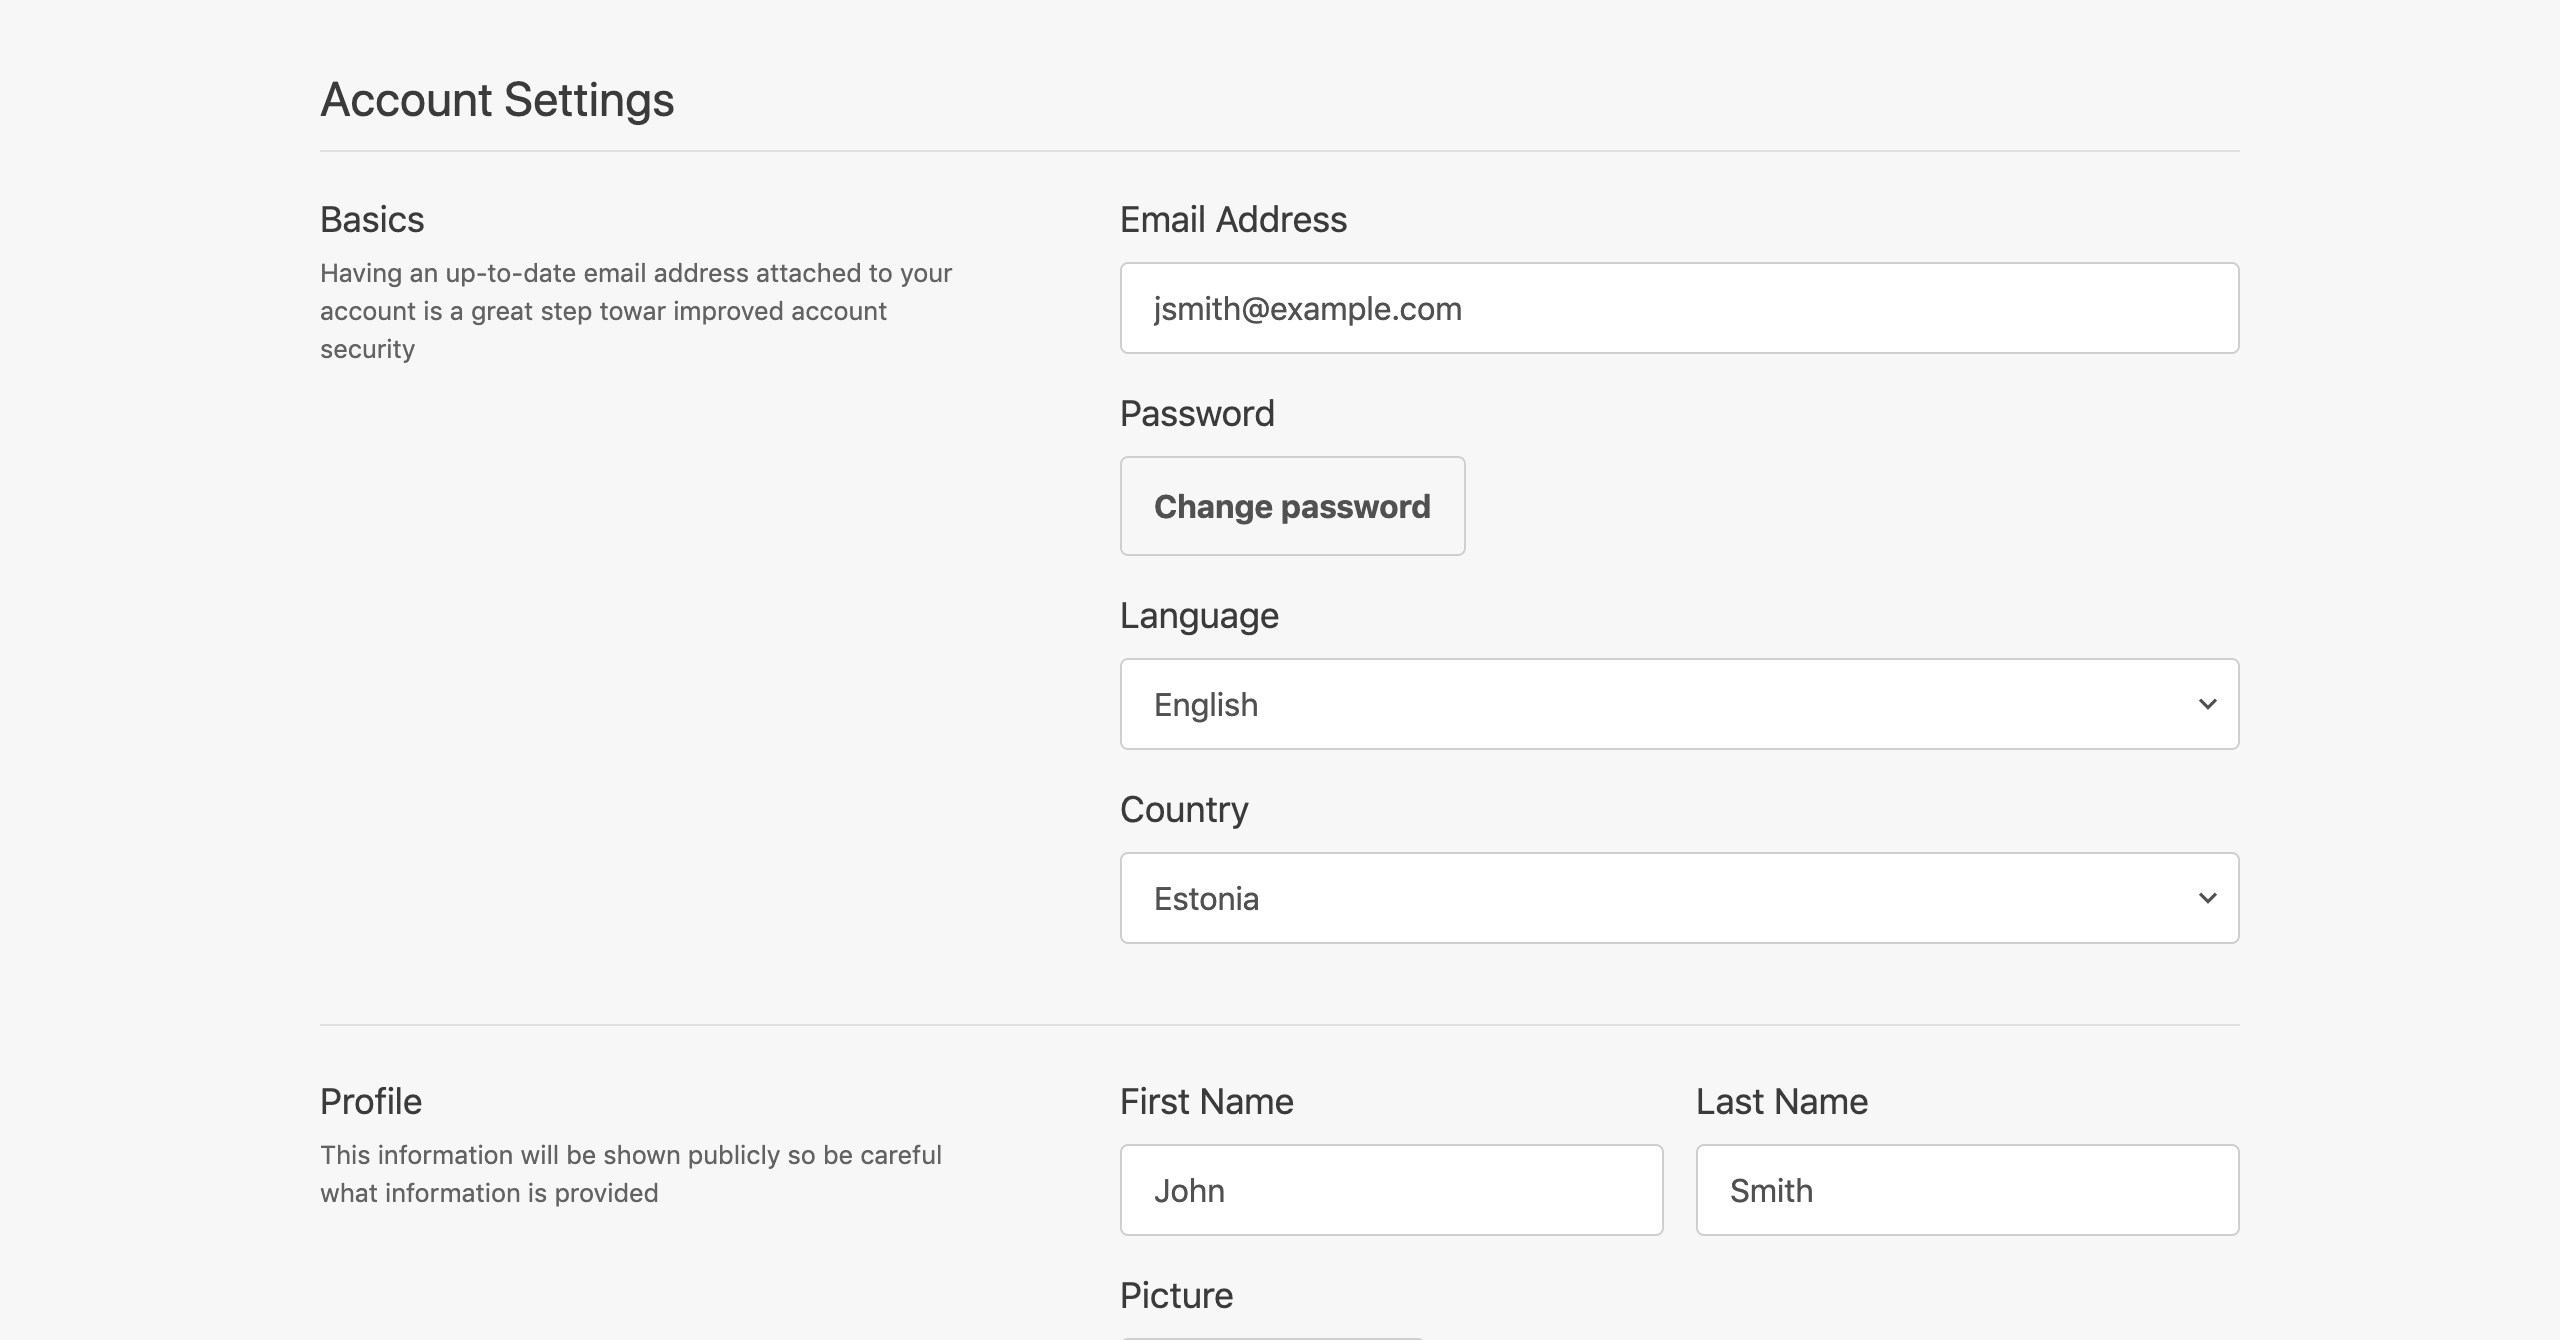 Account Settings
Basics
Having an up-to-date email address attached to your
account is a great step towar improved account
security
Email Address
jsmith@example.com
Password
Change password
Language
English
Country
Estonia
Profile
This information will be shown publicly so be careful
what information is provided
First Name
John
Last Name
Smith
Picture